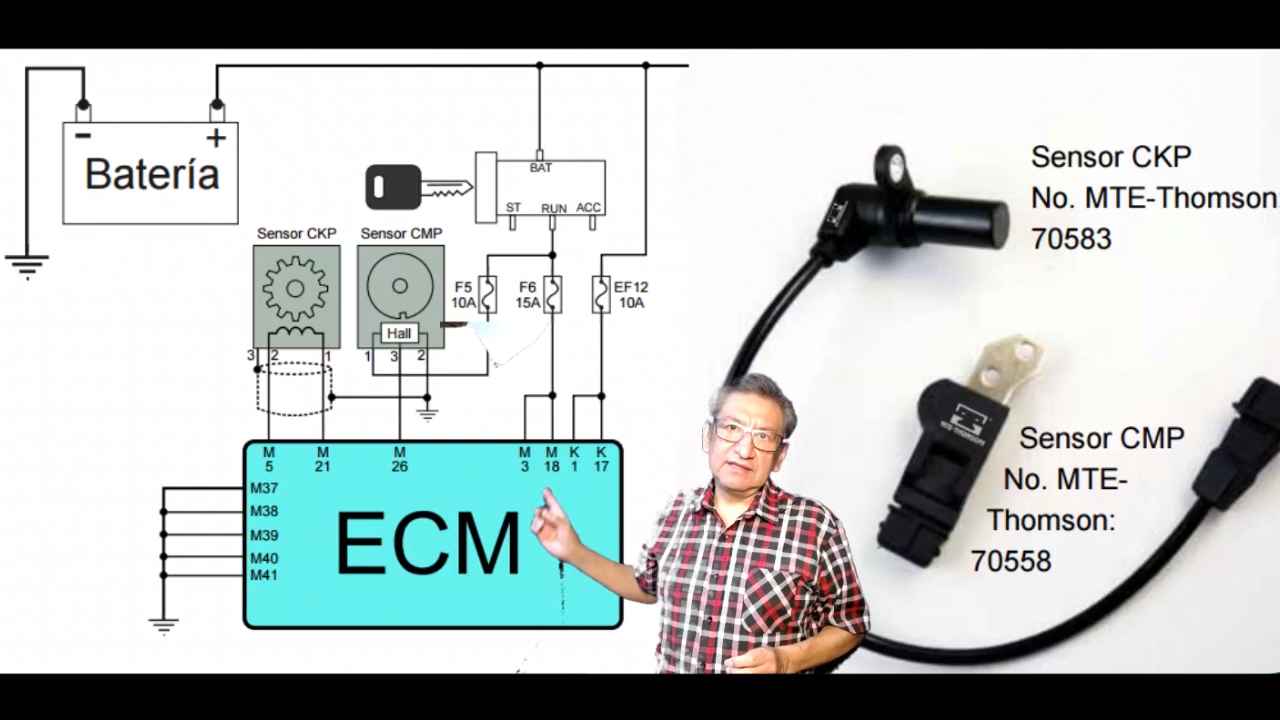 Batería
− +
BAT
ST RUN ACC
Sensor CKP
Sensor CMP
F5
10A
F6
15A
EF12
10A
Hall
3 2 1
1 3 2
M
5
M
21
M
26
M
3
M
18
K
1
K
17
M37
M38
M39
M40
M41
ECM
Sensor CKP
No. MTE-Thomson:
70583
Sensor CMP
No. MTE-
Thomson:
70558